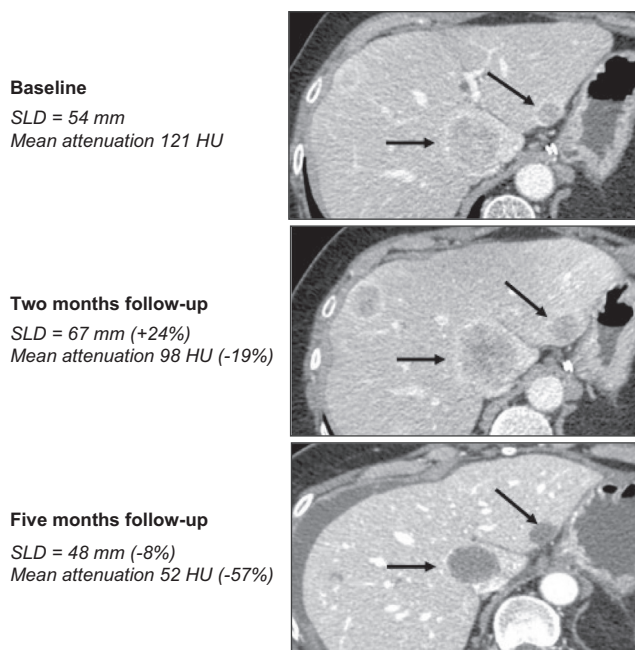 Baseline
SLD = 54 mm
Mean attenuation 121 HU
Two months follow-up
SLD = 67 mm (+24%)
Mean attenuation 98 HU (-19%)
Five months follow-up
SLD = 48 mm (-8%)
Mean attenuation 52 HU (-57%)